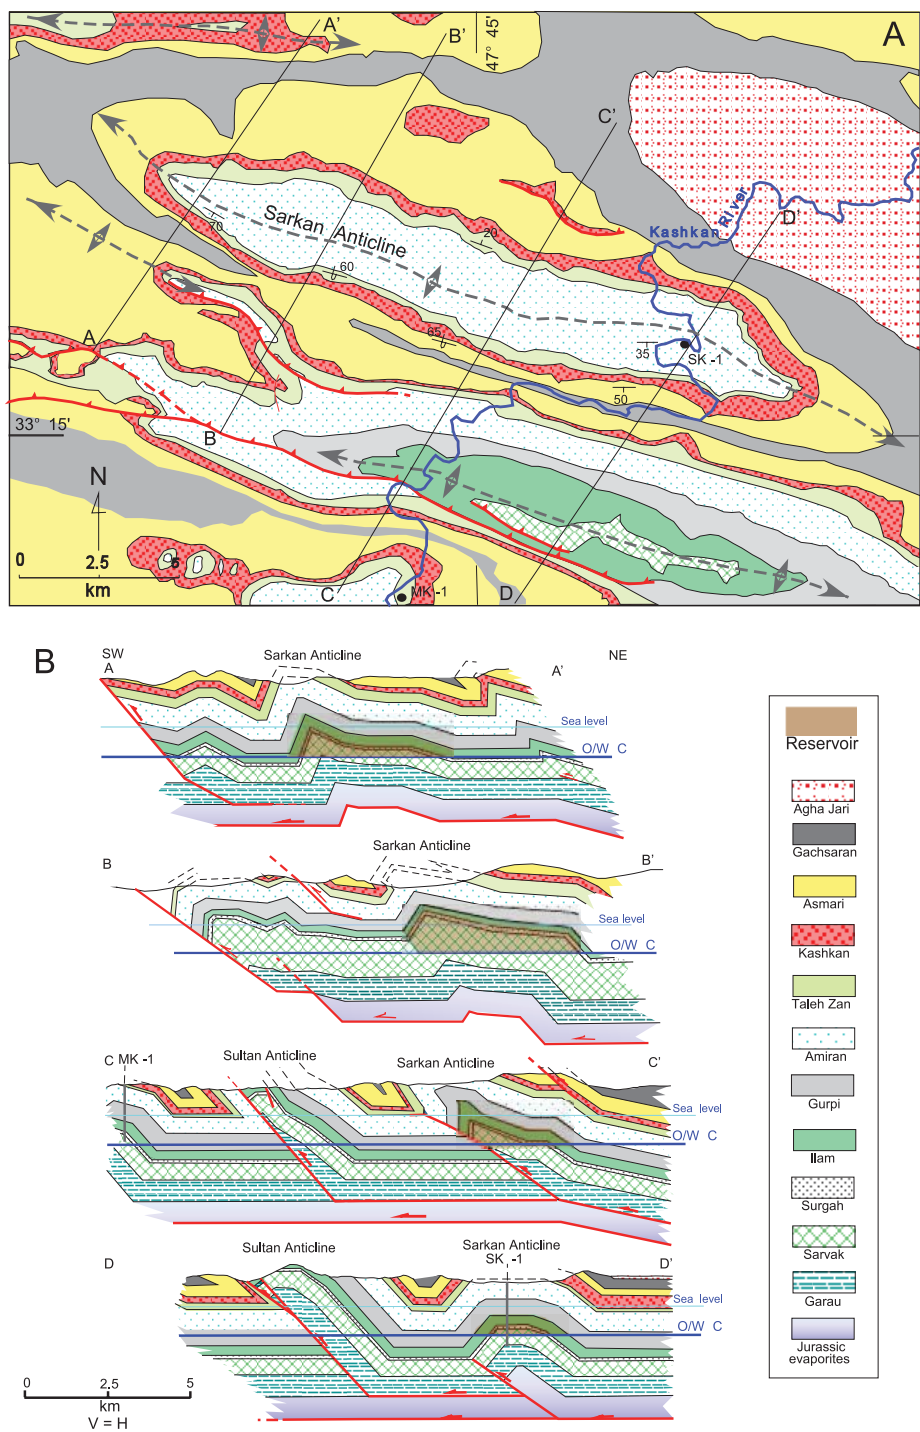 A
A'
B'
47° 45'
C'
D'
Kashkan River
Sarkan Anticline
70
20
60
65
35
SK -1
50
A
B
33° 15'
N
0 2.5
km
C
MK -1
D
B
SW
A
Sarkan Anticline
A'
NE
Sea level
O/W C
B
Sarkan Anticline
B'
Sea level
O/W C
C MK -1
Sultan Anticline
Sarkan Anticline
C'
Sea level
O/W C
D
Sultan Anticline
Sarkan Anticline
SK -1
D'
Sea level
O/W C
0 2.5 5
km
V = H
Reservoir
Agha Jari
Gachsaran
Asmari
Kashkan
Taleh Zan
Amiran
Gurpi
Ilam
Surgah
Sarvak
Garau
Jurassic
evaporites